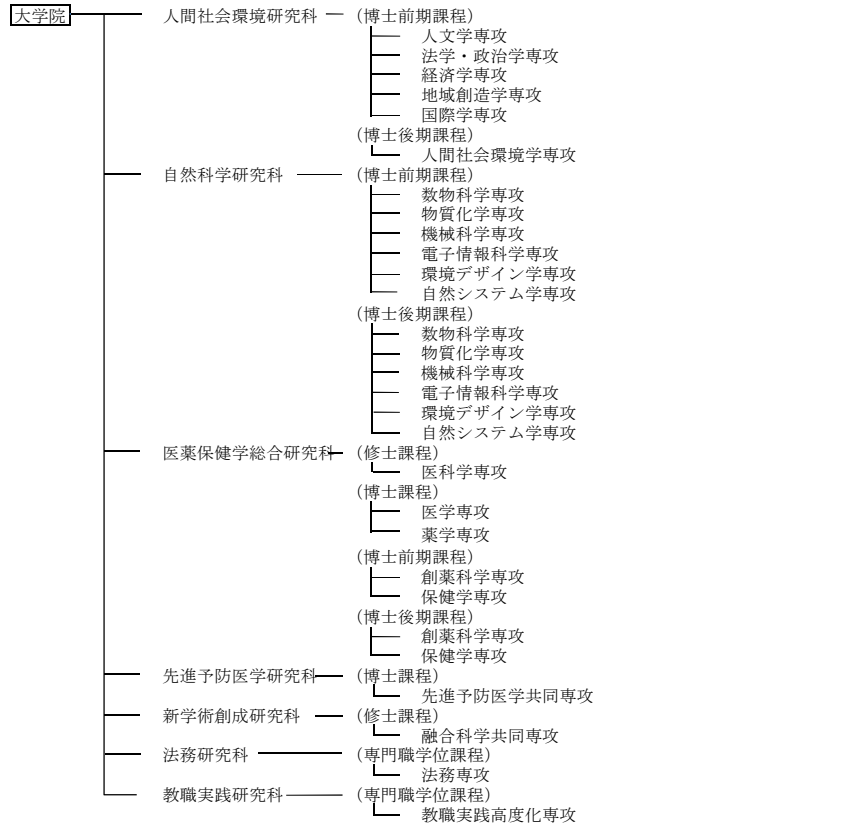 大学院 人間社会環境研究科 (博士前期課程)
人文学専攻
法学・政治学専攻
経済学専攻
地域創造学専攻
国際学専攻
(博士後期課程)
人間社会環境学専攻
自然科学研究科 (博士前期課程)
数物科学専攻
物質化学専攻
機械科学専攻
電子情報科学専攻
環境デザイン学専攻
自然システム学専攻
(博士後期課程)
数物科学専攻
物質化学専攻
機械科学専攻
電子情報科学専攻
環境デザイン学専攻
自然システム学専攻
医薬保健学総合研究科 (修士課程)
医科学専攻
(博士課程)
医学専攻
薬学専攻
(博士前期課程)
創薬科学専攻
保健学専攻
(博士後期課程)
創薬科学専攻
保健学専攻
先進予防医学研究科 (博士課程)
先進予防医学共同専攻
新学術創成研究科 (修士課程)
融合科学共同専攻
法務研究科 (専門職学位課程)
法務専攻
教職実践研究科 (専門職学位課程)
教職実践高度化専攻